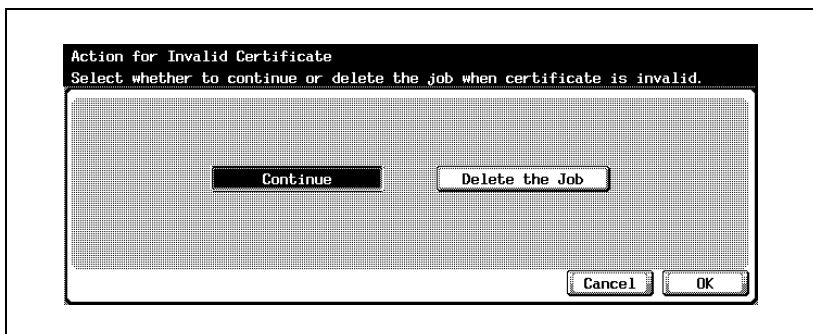 Action for Invalid Certificate
Select whether to continue or delete the job when certificate is invalid.
Continue
Delete the Job
Cancel
OK